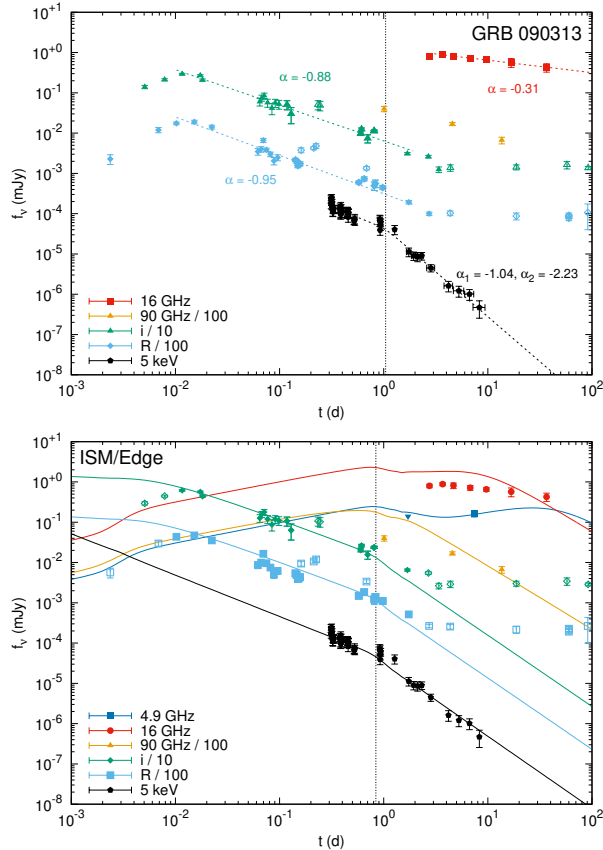 GRB 090313
10^{+1}
10^{+0}
10^{-1}
10^{-2}
10^{-3}
10^{-4}
10^{-5}
10^{-6}
10^{-7}
10^{-8}
f_ν (mJy)
α = -0.88
α = -0.31
α = -0.95
α_1 = -1.04, α_2 = -2.23
16 GHz
90 GHz / 100
i / 10
R / 100
5 keV
10^{-3} 10^{-2} 10^{-1} 10^{0} 10^{1} 10^{2}
t (d)
ISM/Edge
10^{+1}
10^{+0}
10^{-1}
10^{-2}
10^{-3}
10^{-4}
10^{-5}
10^{-6}
10^{-7}
10^{-8}
f_ν (mJy)
4.9 GHz
16 GHz
90 GHz / 100
i / 10
R / 100
5 keV
10^{-3} 10^{-2} 10^{-1} 10^{0} 10^{1} 10^{2}
t (d)